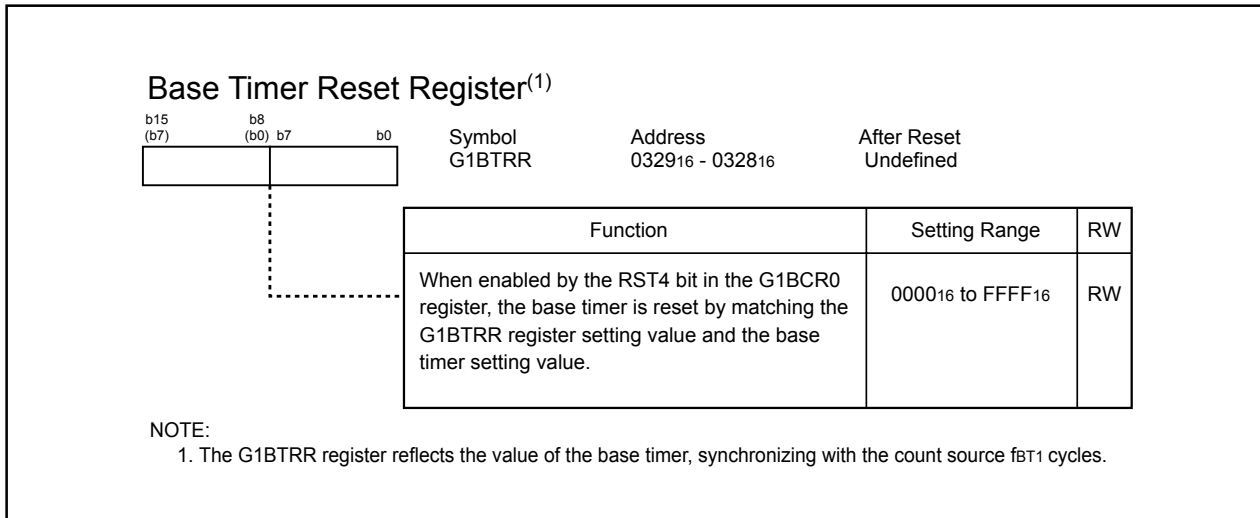 Base Timer Reset Register(1)
b15 b8
(b7) (b0) b7 b0
Symbol Address After Reset
G1BTRR 032916 - 032816 Undefined
Function Setting Range RW
When enabled by the RST4 bit in the G1BCR0
register, the base timer is reset by matching the
G1BTRR register setting value and the base
timer setting value.
000016 to FFFF16 RW
NOTE:
1. The G1BTRR register reflects the value of the base timer, synchronizing with the count source fBT1 cycles.